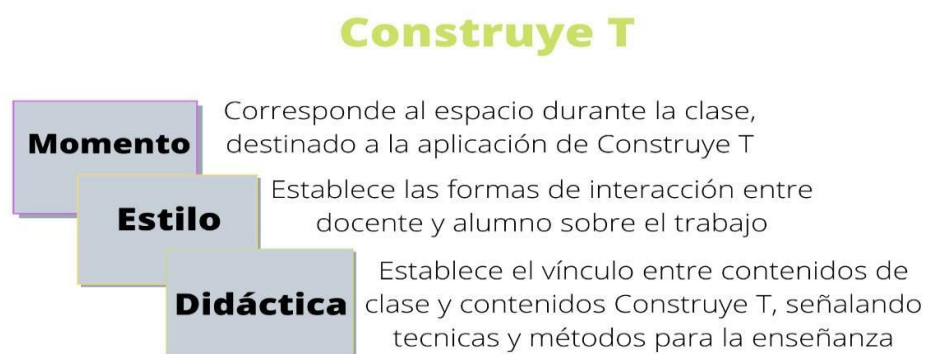 Construye T
Momento
Corresponde al espacio durante la clase,
destinado a la aplicación de Construye T
Estilo
Establece las formas de interacción entre
docente y alumno sobre el trabajo
Didáctica
Establece el vínculo entre contenidos de
clase y contenidos Construye T, señalando
tecnicas y métodos para la enseñanza